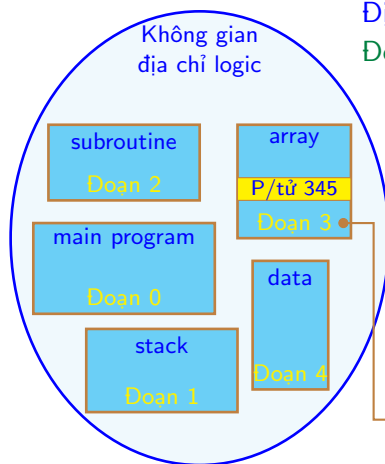 Không gian
địa chỉ logic
subroutine
Đoạn 2
array
P/tử 345
Đoạn 3
main program
Đoạn 0
data
Đoạn 4
stack
Đoạn 1